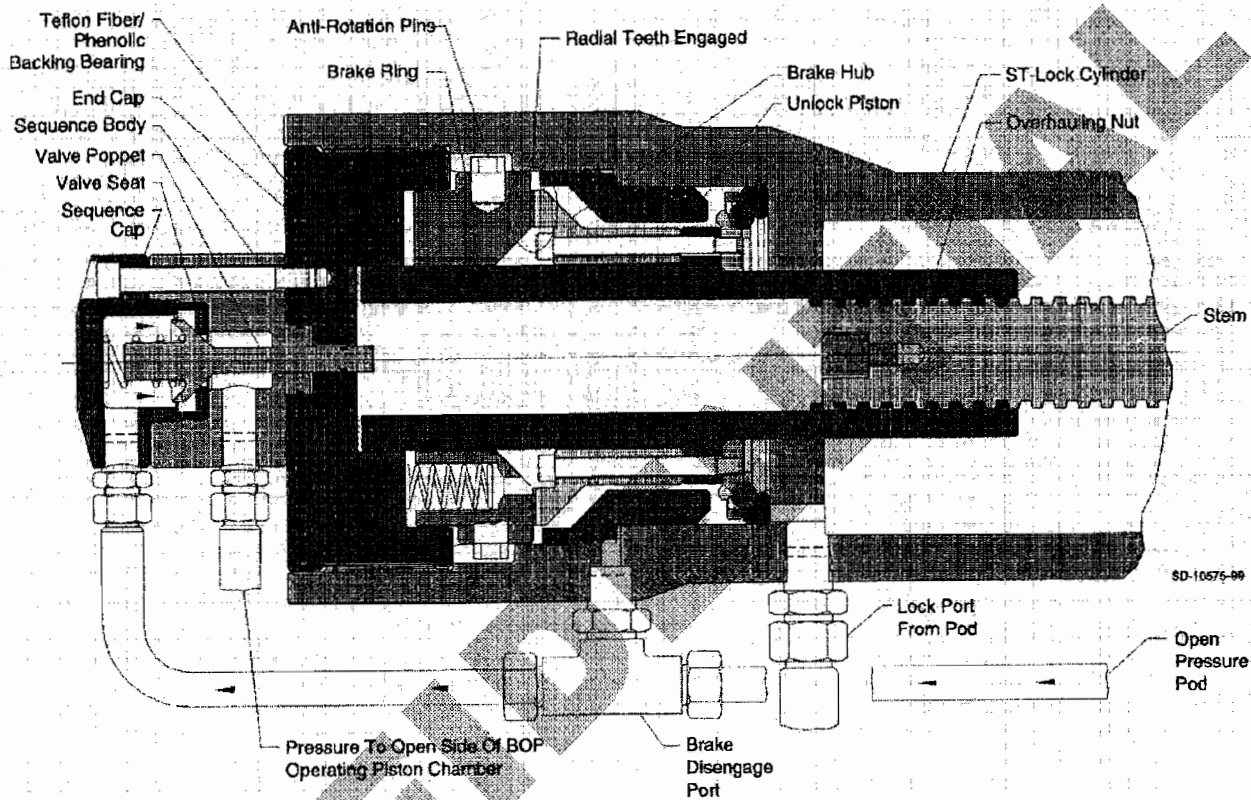 Teflon Fiber/
Phenolic
Backing Bearing
End Cap
Sequence Body
Valve Poppet
Valve Seat
Sequence
Cap
Anti-Rotation Pins
Brake Ring
Radial Teeth Engaged
Brake Hub
Unlock Piston
ST-Lock Cylinder
Overhauling Nut
Stem
SD-10575-99
Lock Port
From Pod
Open
Pressure
Pod
Pressure To Open Side Of BOP
Operating Piston Chamber
Brake
Disengage
Port